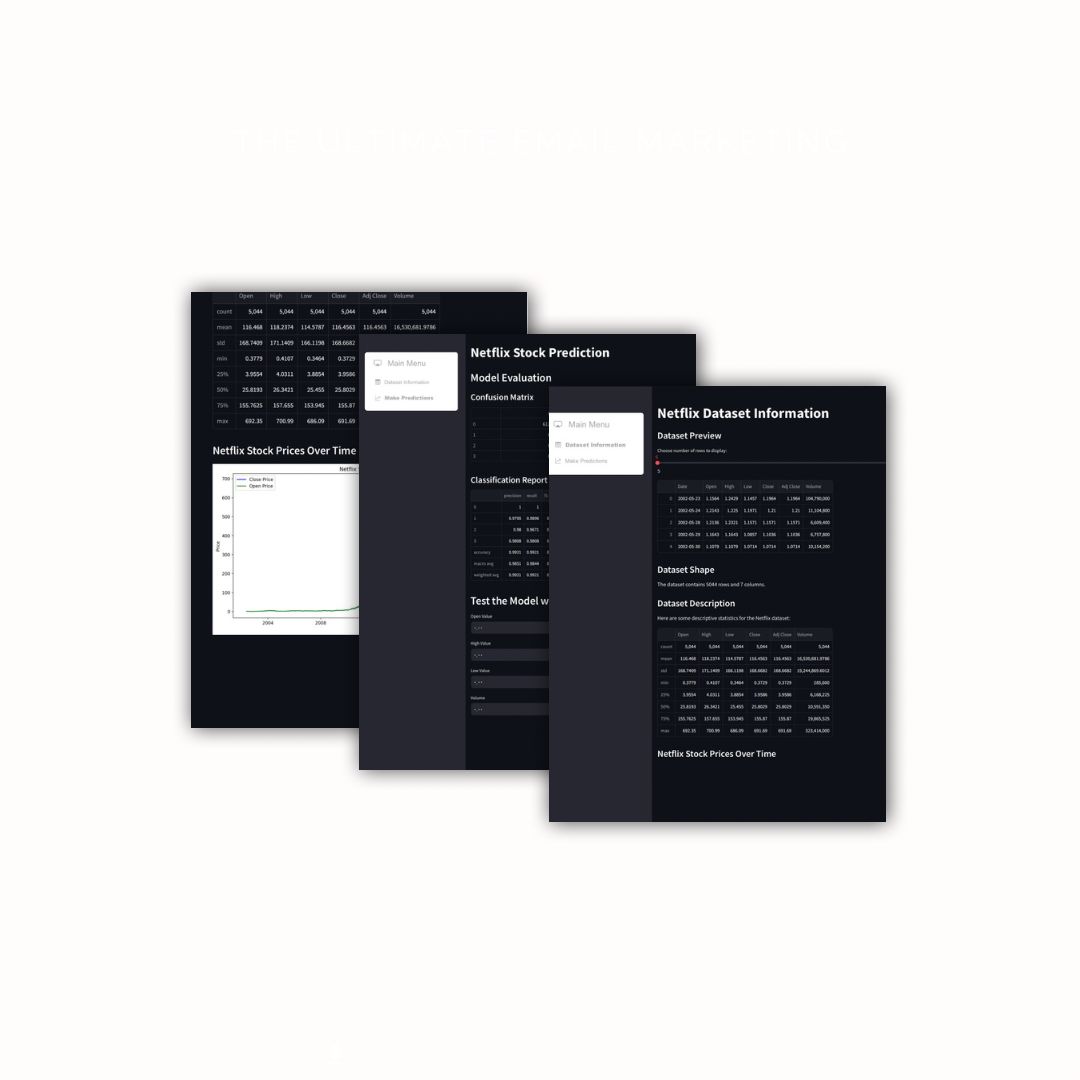 THE ULTIMATE EMAIL MARKETING
Open High Low Close Adj Close Volume
count 5,044 5,044 5,044 5,044 5,044 5,044
mean 116.468 118.2374 114.5787 116.4563 116.4563 16,530,681.9786
std 168.7409 171.1409 166.1198 168.6682
min 0.3779 0.4107 0.3464 0.3729
25% 3.9554 4.0311 3.8854 3.9586
50% 25.8193 26.3421 25.455 25.8029
75% 155.7625 157.655 153.945 155.87
max 692.35 700.99 686.09 691.69
Netflix Stock Prices Over Time
Netflix
Close Price
Open Price
Price
700
600
500
400
300
200
100
0
2004 2008
Main Menu
Dataset Information
Make Predictions
Netflix Stock Prediction
Model Evaluation
Confusion Matrix
0
1
2
3
Classification Report
precision recall
0 1 1
1 0.9795 0.9896
2 0.98 0.9671
3 0.9808 0.9808
accuracy 0.9931 0.9931
macro avg 0.9851 0.9844
weighted avg 0.9931 0.9931
Test the Model w
Open Value
-.--
High Value
-.--
Low Value
-.--
Volume
-.--
Main Menu
Dataset Information
Make Predictions
Netflix Dataset Information
Dataset Preview
Choose number of rows to display:
5
5
Date Open High Low Close Adj Close Volume
0 2002-05-23 1.1564 1.2429 1.1457 1.1964 1.1964 104,790,000
1 2002-05-24 1.2143 1.225 1.1971 1.21 1.21 11,104,800
2 2002-05-28 1.2136 1.2321 1.1571 1.1571 1.1571 6,609,400
3 2002-05-29 1.1643 1.1643 1.0857 1.1036 1.1036 6,757,800
4 2002-05-30 1.1079 1.1079 1.0714 1.0714 1.0714 10,154,200
Dataset Shape
The dataset contains 5044 rows and 7 columns.
Dataset Description
Here are some descriptive statistics for the Netflix dataset:
Open High Low Close Adj Close Volume
count 5,044 5,044 5,044 5,044 5,044 5,044
mean 116.468 118.2374 114.5787 116.4563 116.4563 16,530,681.9786
std 168.7409 171.1409 166.1198 168.6682 168.6682 19,244,869.6012
min 0.3779 0.4107 0.3464 0.3729 0.3729 285,600
25% 3.9554 4.0311 3.8854 3.9586 3.9586 6,168,225
50% 25.8193 26.3421 25.455 25.8029 25.8029 10,591,350
75% 155.7625 157.655 153.945 155.87 155.87 19,865,525
max 692.35 700.99 686.09 691.69 691.69 323,414,000
Netflix Stock Prices Over Time